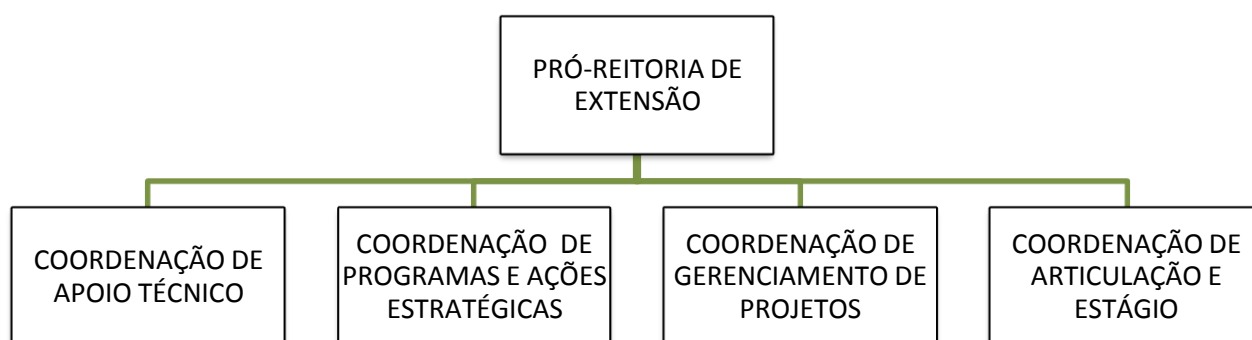 PRÓ-REITORIA DE
EXTENSÃO
COORDENAÇÃO DE
APOIO TÉCNICO
COORDENAÇÃO DE
PROGRAMAS E AÇÕES
ESTRATÉGICAS
COORDENAÇÃO DE
GERENCIAMENTO DE
PROJETOS
COORDENAÇÃO DE
ARTICULAÇÃO E
ESTÁGIO